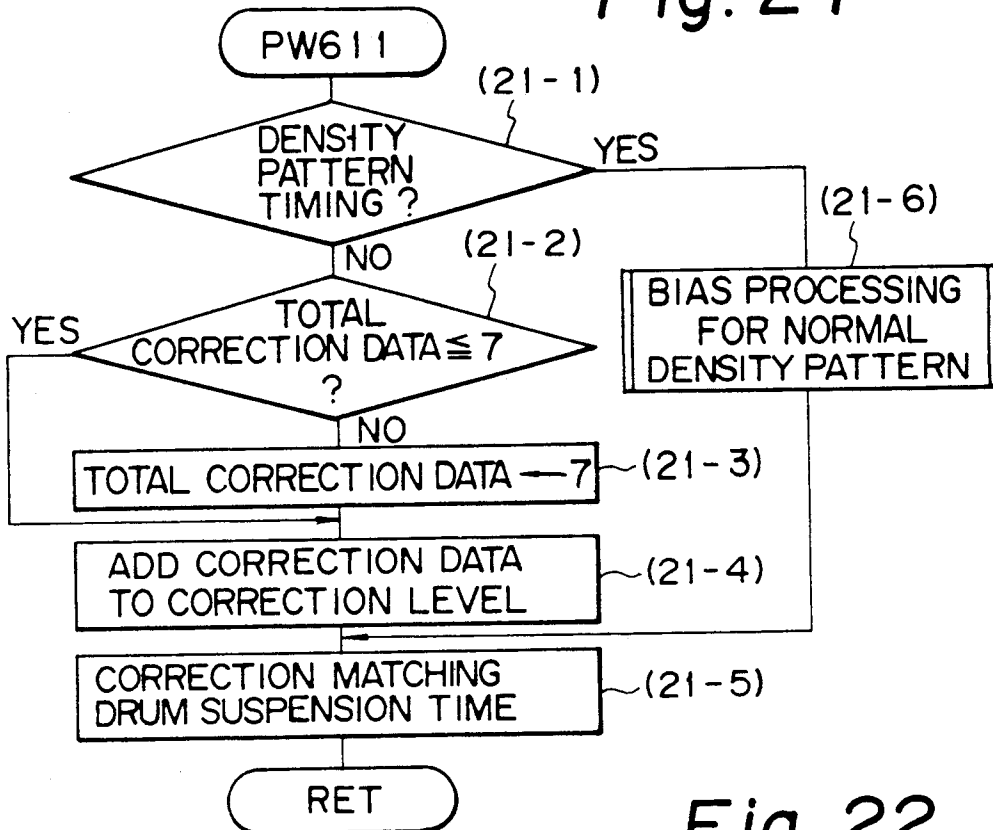 PW611
(21-1)
DENSITY
PATTERN
TIMING ?
YES
(21-6)
NO
(21-2)
BIAS PROCESSING
FOR NORMAL
DENSITY PATTERN
TOTAL
CORRECTION DATA ≦ 7
?
YES
NO
TOTAL CORRECTION DATA ← 7
(21-3)
ADD CORRECTION DATA
TO CORRECTION LEVEL
(21-4)
CORRECTION MATCHING
DRUM SUSPENSION TIME
(21-5)
RET
Fig. 22